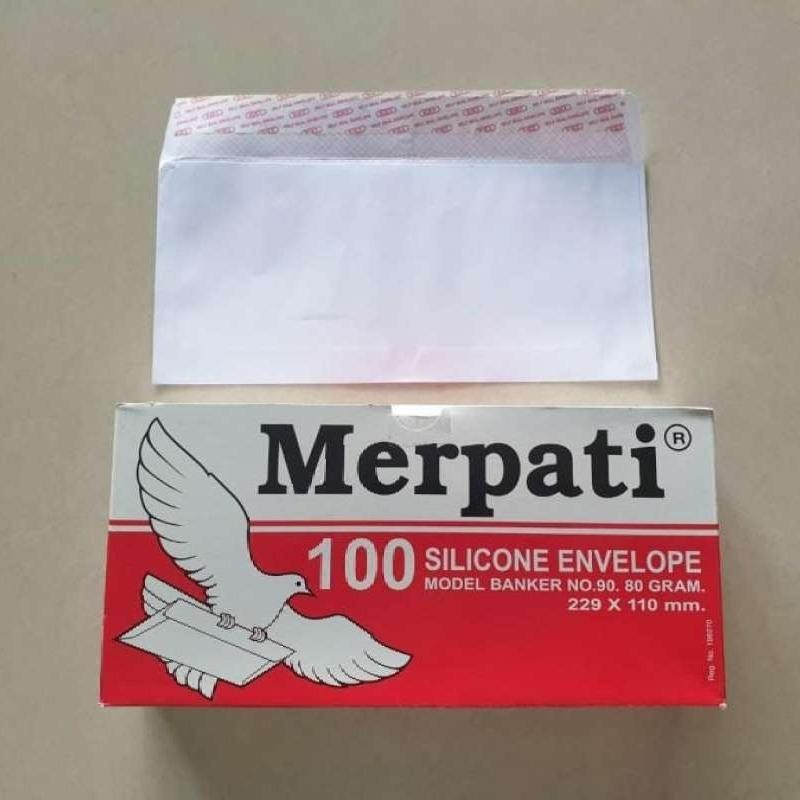 Merpati®
100 SILICONE ENVELOPE
MODEL BANKER NO.90. 80 GRAM.
229 X 110 mm.